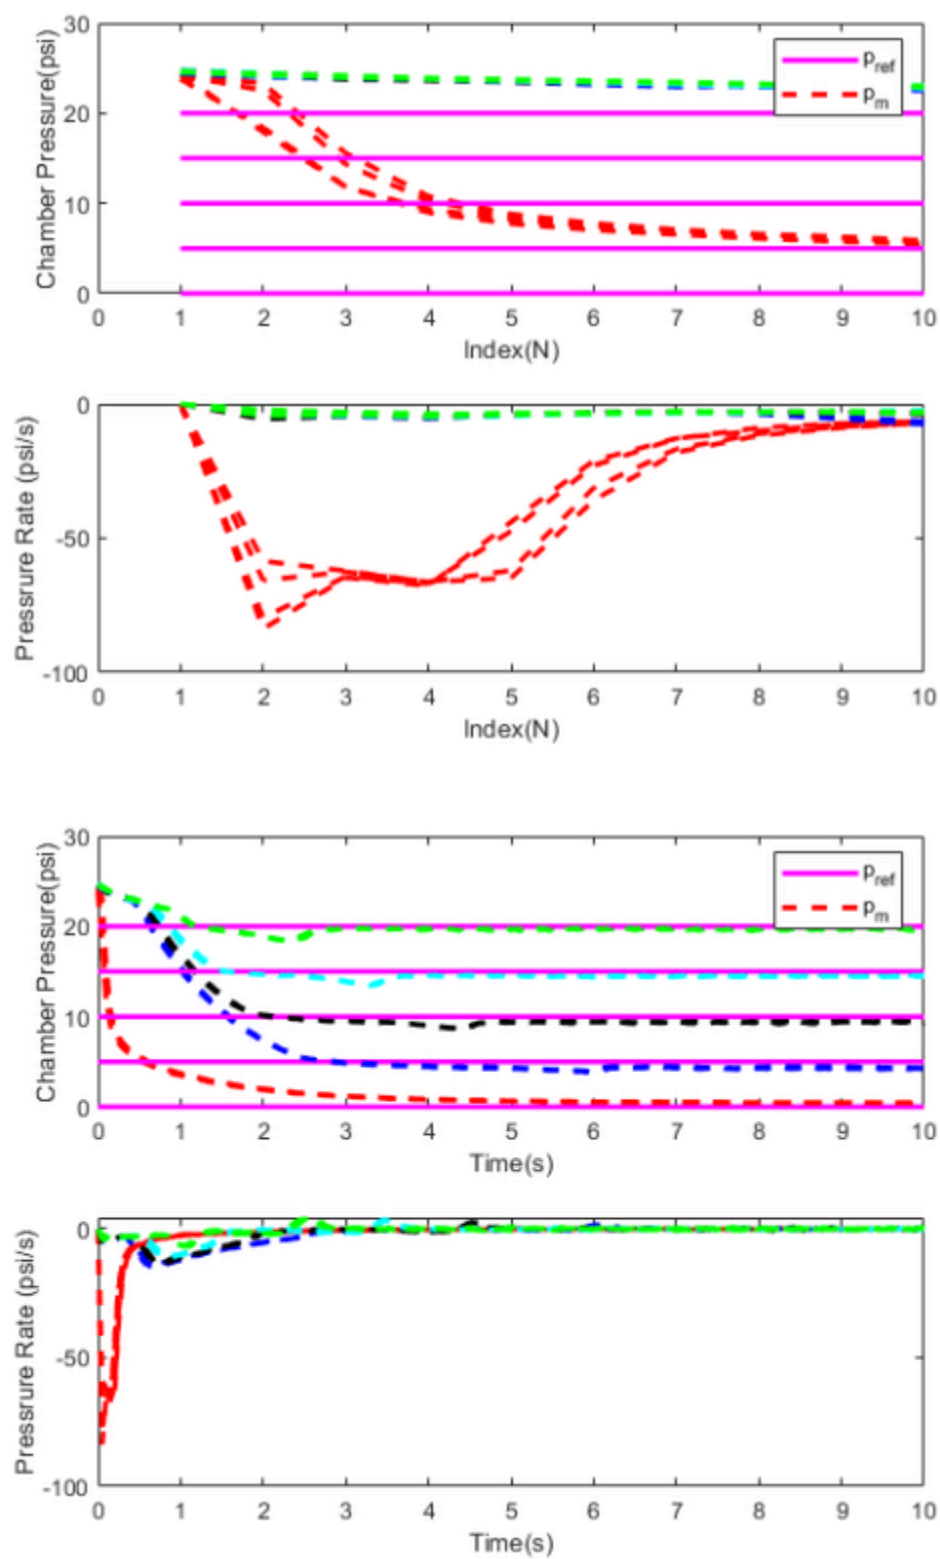 30
20
10
0
Chamber Pressure(psi)
p_ref
p_m
0 1 2 3 4 5 6 7 8 9 10
Index(N)
0
-50
-100
Pressrure Rate (psi/s)
0 1 2 3 4 5 6 7 8 9 10
Index(N)
30
20
10
0
Chamber Pressure(psi)
p_ref
p_m
0 1 2 3 4 5 6 7 8 9 10
Time(s)
0
-50
-100
Pressrure Rate (psi/s)
0 1 2 3 4 5 6 7 8 9 10
Time(s)